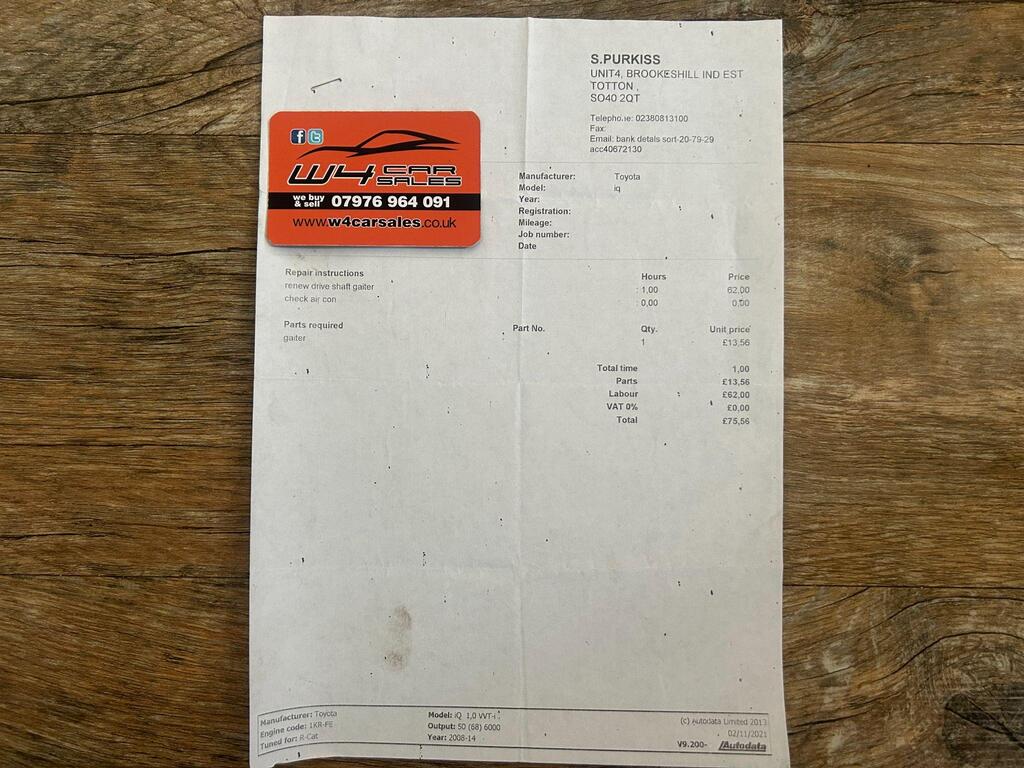 S.PURKISS
UNIT4, BROOKESHILL IND EST
TOTTON ,
SO40 2QT
Telephone: 02380813100
Fax:
Email: bank detals sort-20-79-29
acc40672130
f t
W4 CAR SALES
we buy & sell 07976 964 091
www.w4carsales.co.uk
Manufacturer: Toyota
Model: iq
Year:
Registration:
Mileage:
Job number:
Date
Repair instructions Hours Price
renew drive shaft gaiter 1,00 62,00
check air con 0,00 0,00
Parts required Part No. Qty. Unit price
gaiter 1 £13,56
Total time 1,00
Parts £13,56
Labour £62,00
VAT 0% £0,00
Total £75,56
Manufacturer: Toyota Model: iQ 1,0 VVT-i (c) Autodata Limited 2013
Engine code: 1KR-FE Output: 50 (68) 6000 02/11/2021
Tuned for: R-Cat Year: 2008-14 V9.200- Autodata